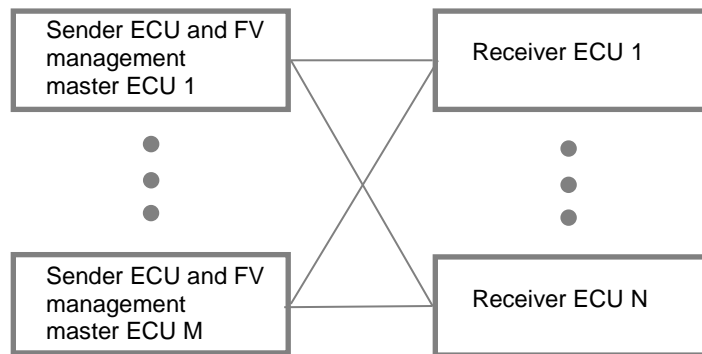 Sender ECU and FV
management
master ECU 1
Receiver ECU 1
Sender ECU and FV
management
master ECU M
Receiver ECU N